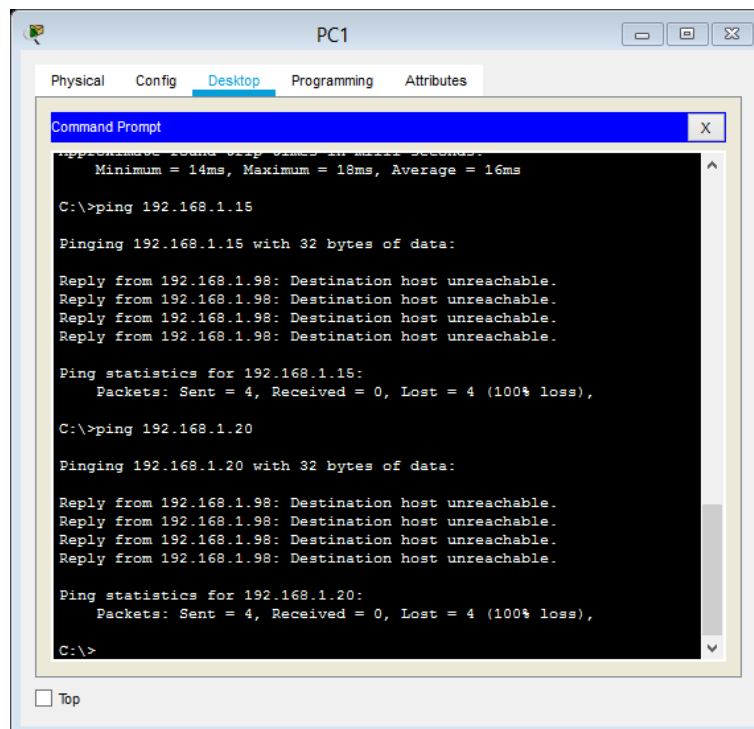 PC1
Physical Config Desktop Programming Attributes
Command Prompt
X
Approximate round trip times in milli-seconds:
Minimum = 14ms, Maximum = 18ms, Average = 16ms
C:\>ping 192.168.1.15
Pinging 192.168.1.15 with 32 bytes of data:
Reply from 192.168.1.98: Destination host unreachable.
Reply from 192.168.1.98: Destination host unreachable.
Reply from 192.168.1.98: Destination host unreachable.
Reply from 192.168.1.98: Destination host unreachable.
Ping statistics for 192.168.1.15:
Packets: Sent = 4, Received = 0, Lost = 4 (100% loss),
C:\>ping 192.168.1.20
Pinging 192.168.1.20 with 32 bytes of data:
Reply from 192.168.1.98: Destination host unreachable.
Reply from 192.168.1.98: Destination host unreachable.
Reply from 192.168.1.98: Destination host unreachable.
Reply from 192.168.1.98: Destination host unreachable.
Ping statistics for 192.168.1.20:
Packets: Sent = 4, Received = 0, Lost = 4 (100% loss),
C:\>
Top